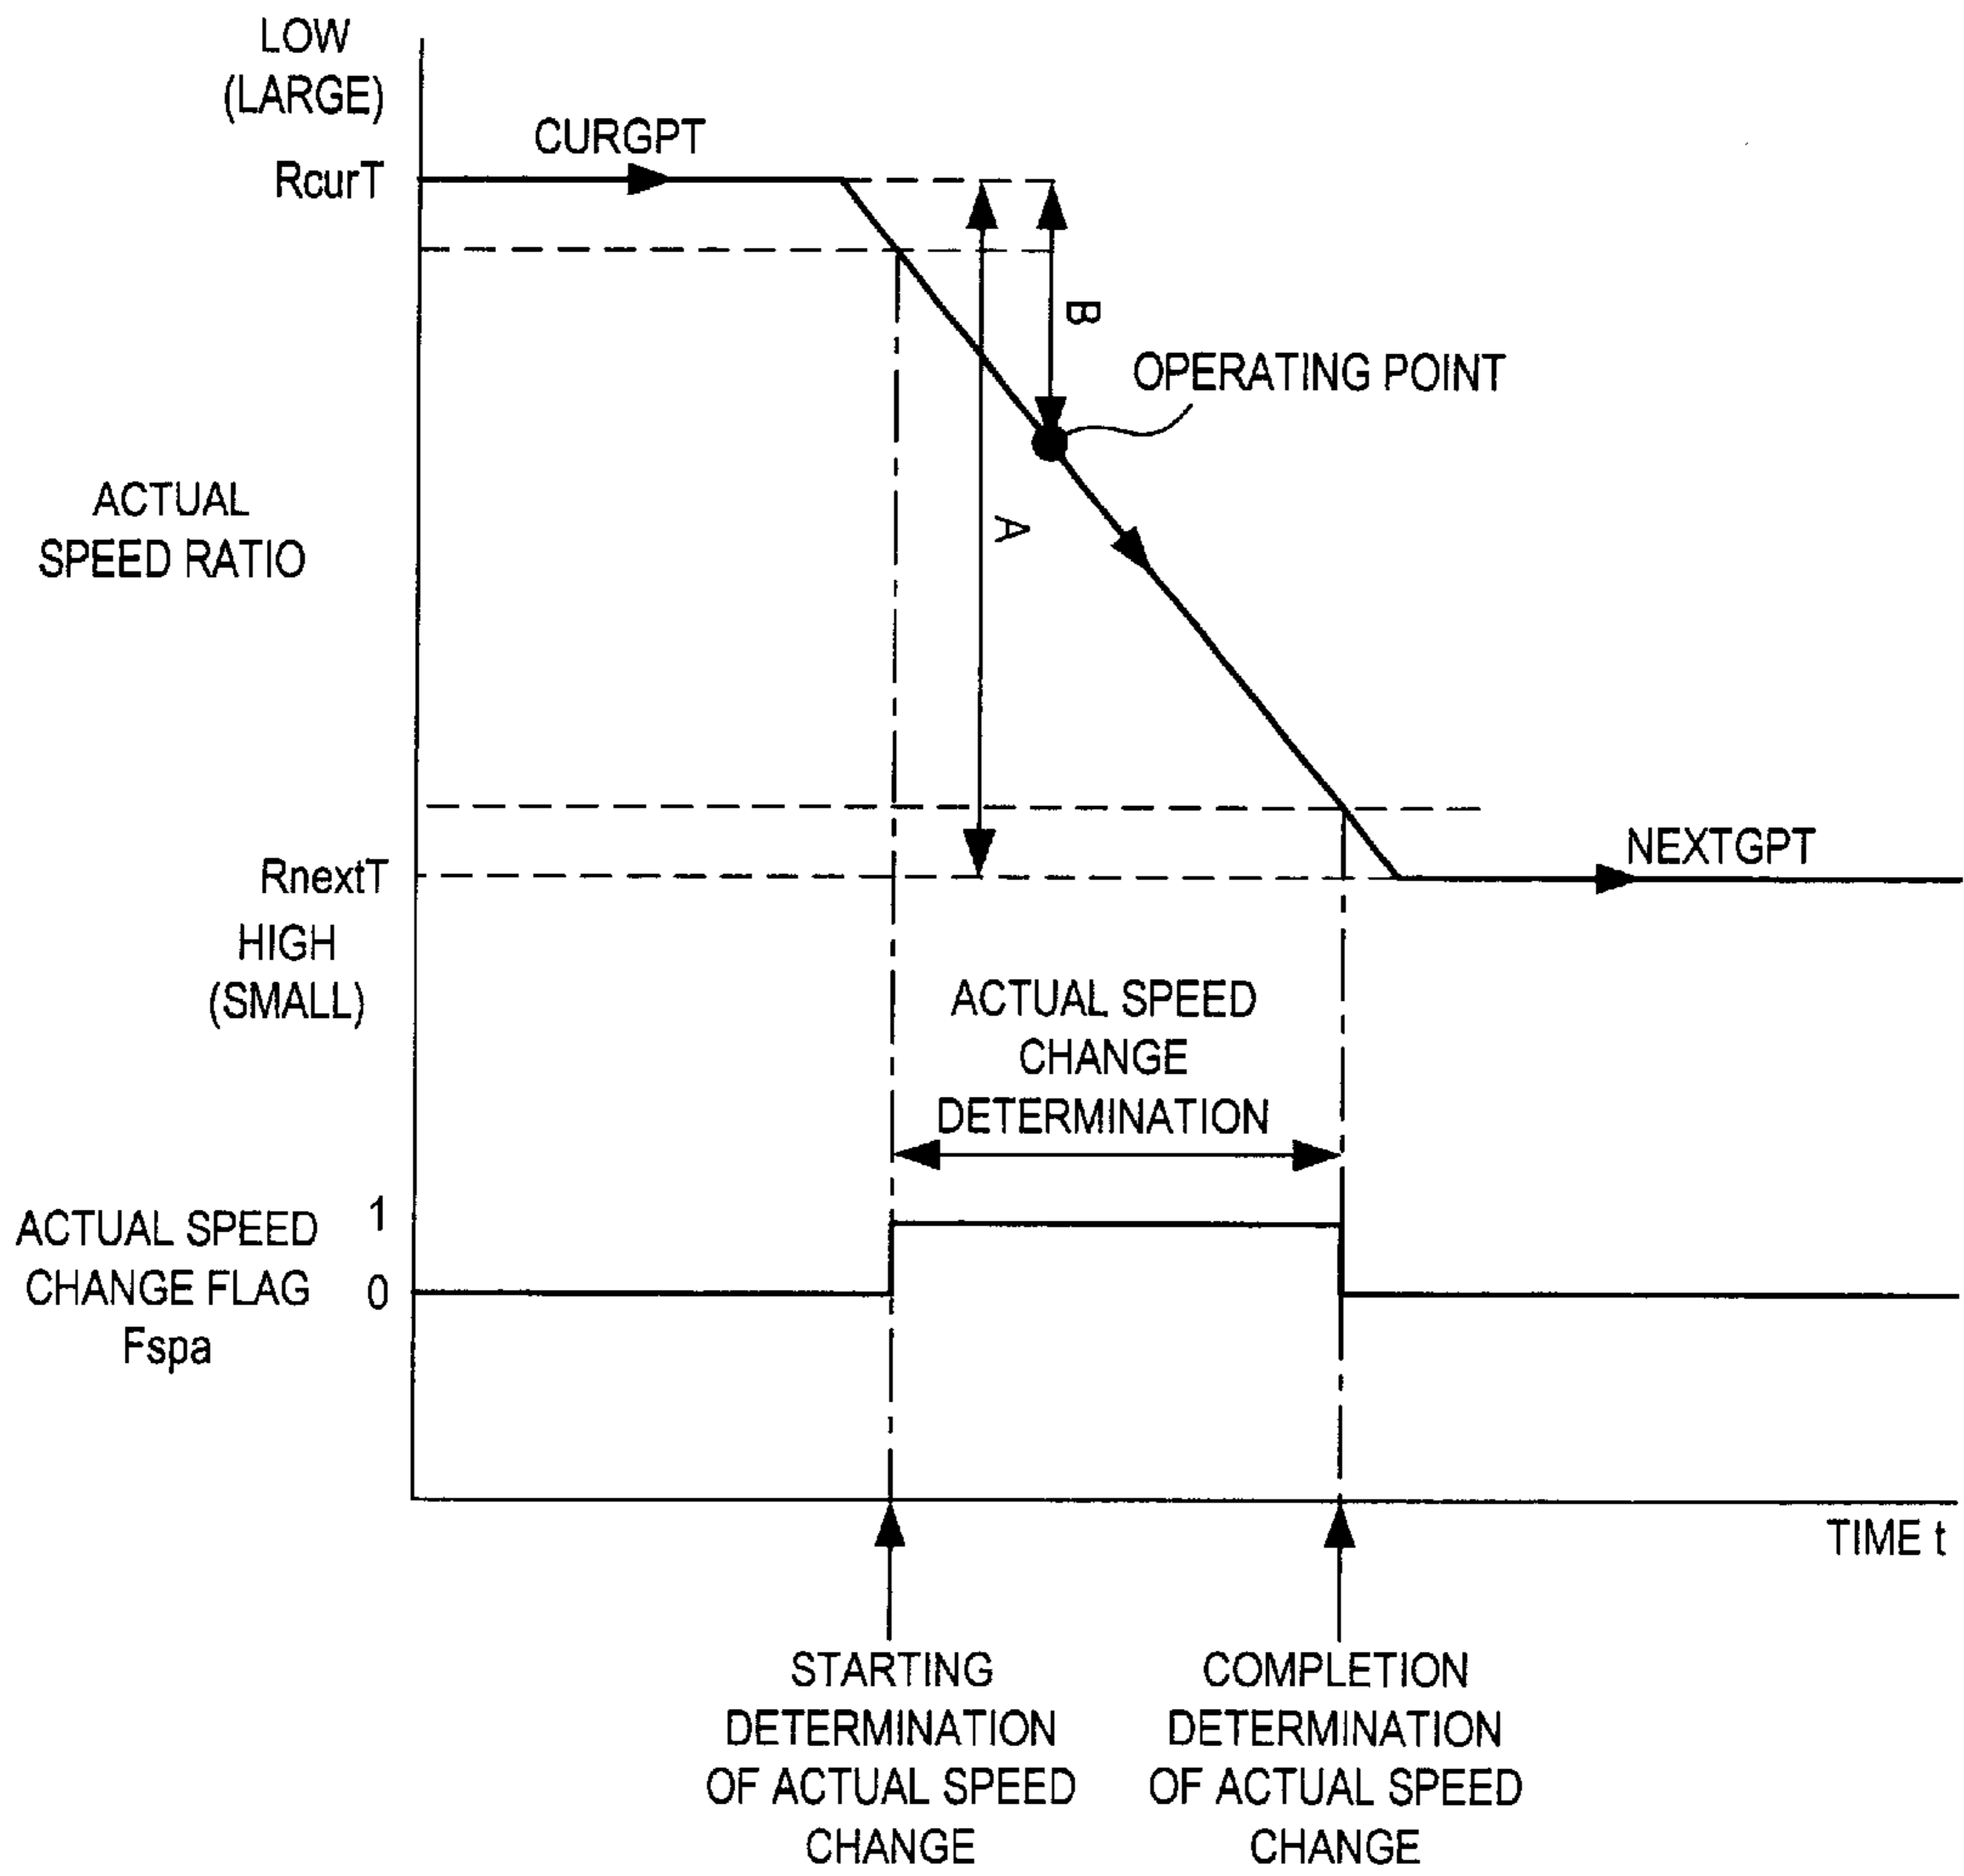 LOW
(LARGE)
CURGPT
RcurT
B
OPERATING POINT
ACTUAL
SPEED RATIO
A
NEXTGPT
RnextT
HIGH
(SMALL)
ACTUAL SPEED
CHANGE
DETERMINATION
ACTUAL SPEED
CHANGE FLAG
Fspa
1
0
TIME t
STARTING
DETERMINATION
OF ACTUAL SPEED
CHANGE
COMPLETION
DETERMINATION
OF ACTUAL SPEED
CHANGE